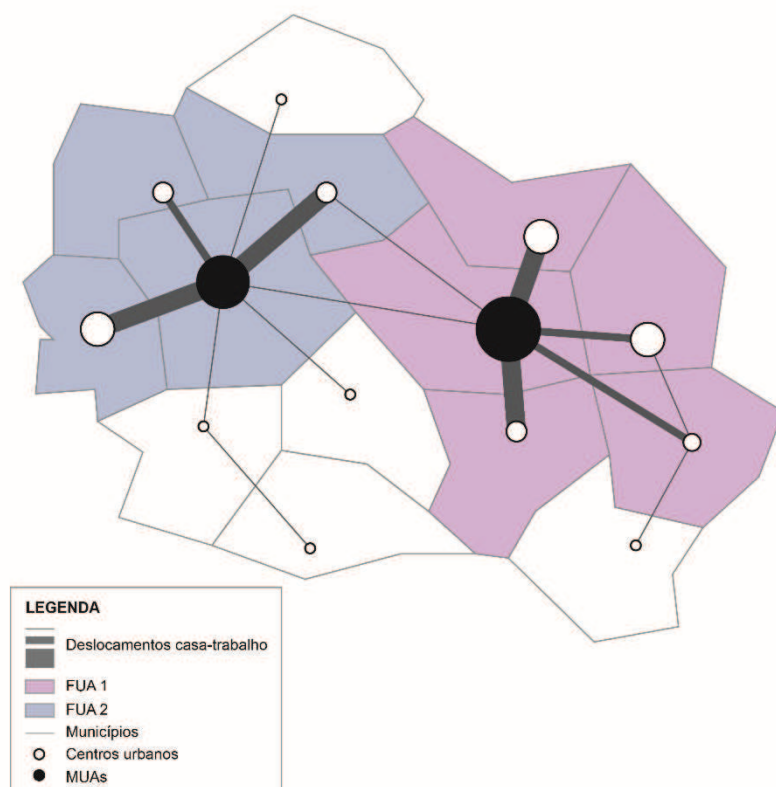 LEGENDA
Deslocamentos casa-trabalho
FUA 1
FUA 2
Municípios
Centros urbanos
MUAs